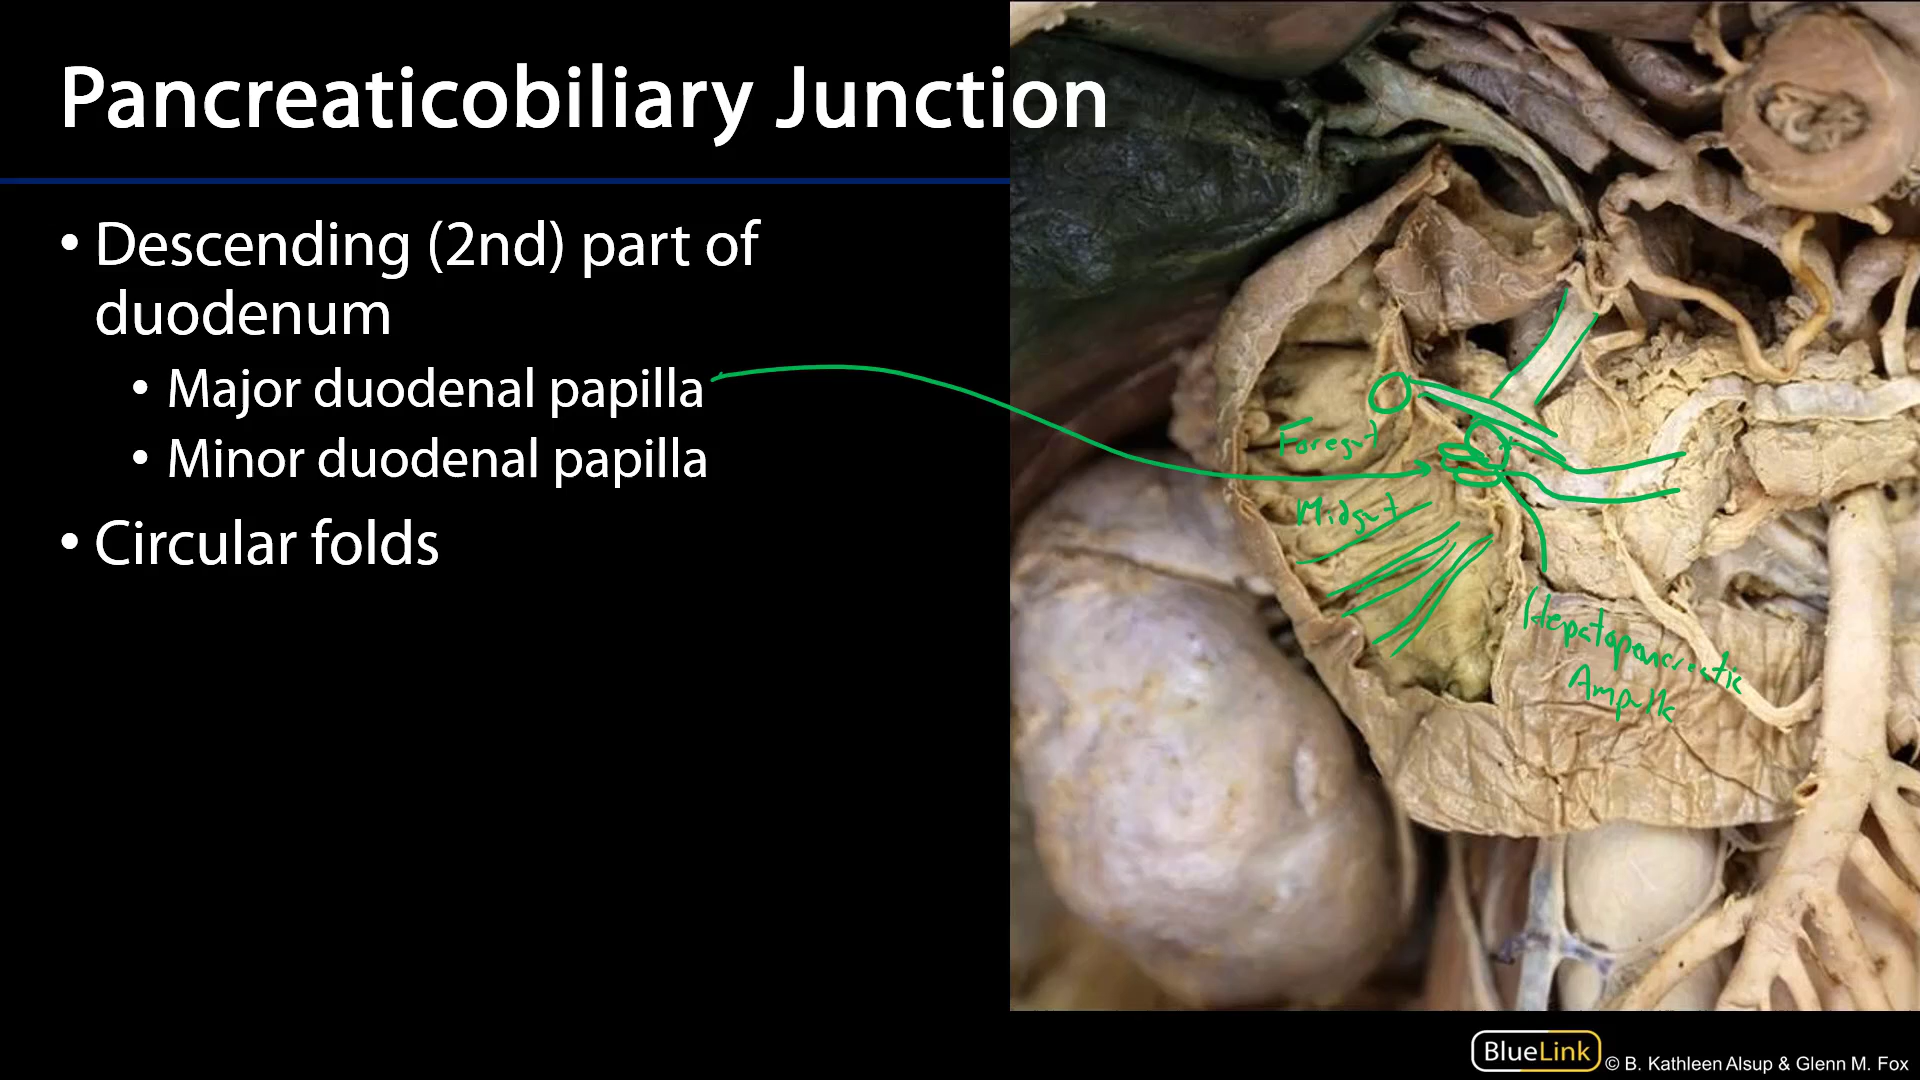 Pancreaticobiliary Junction
• Descending (2nd) part of
duodenum
• Major duodenal papilla
• Minor duodenal papilla
• Circular folds
Foregut
Midgut
Hepatopancreatic
Ampulla
BlueLink
© B. Kathleen Alsup & Glenn M. Fox